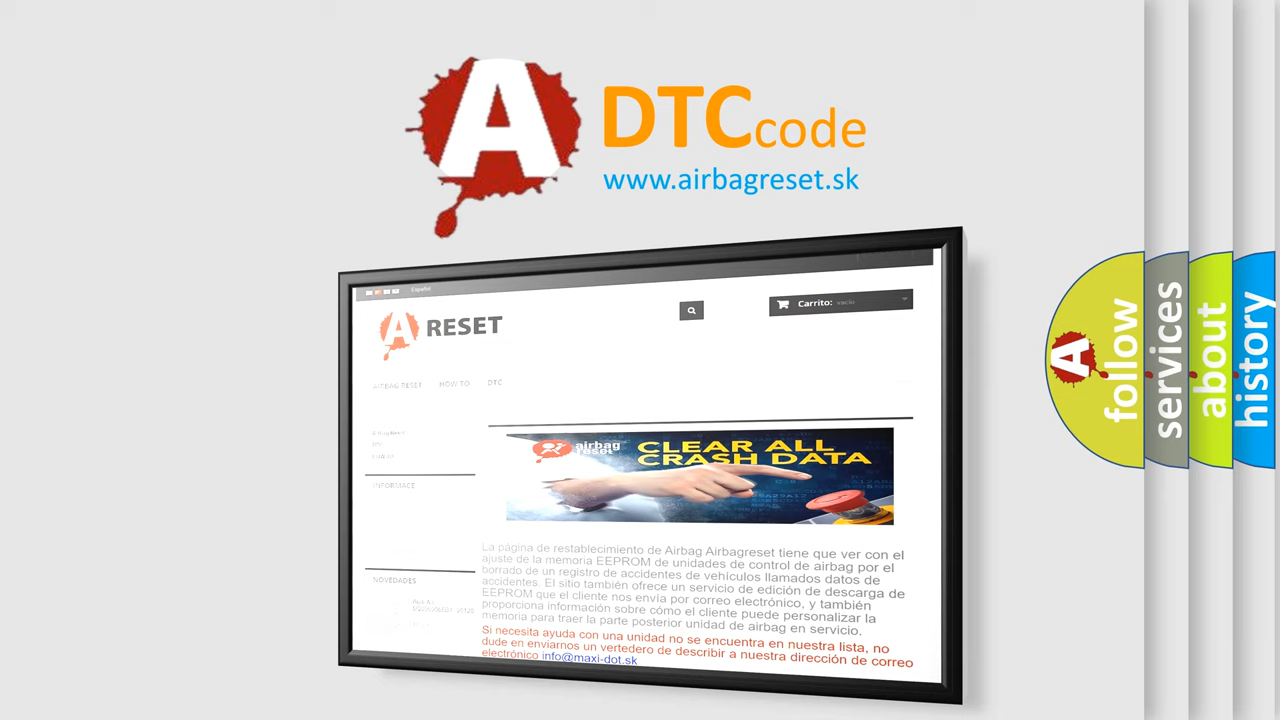 A DTCcode
www.airbagreset.sk
Español
A RESET
Carrito: vacío
AIRBAG RESET HOW TO DTC
INFORMACE
NOVEDADES
airbag
reset
CLEAR ALL
CRASH DATA
La página de restablecimiento de Airbag Airbagreset tiene que ver con el
ajuste de la memoria EEPROM de unidades de control de airbag por el
borrado de un registro de accidentes de vehículos llamados datos de
accidentes. El sitio también ofrece un servicio de edición de descarga de
EEPROM que el cliente nos envía por correo electrónico, y también
proporciona información sobre cómo el cliente puede personalizar la
memoria para traer la parte posterior unidad de airbag en servicio.
Si necesita ayuda con una unidad no se encuentra en nuestra lista, no
dude en enviarnos un vertedero de describir a nuestra dirección de correo
electrónico info@maxi-dot.sk
A
follow
services
about
history